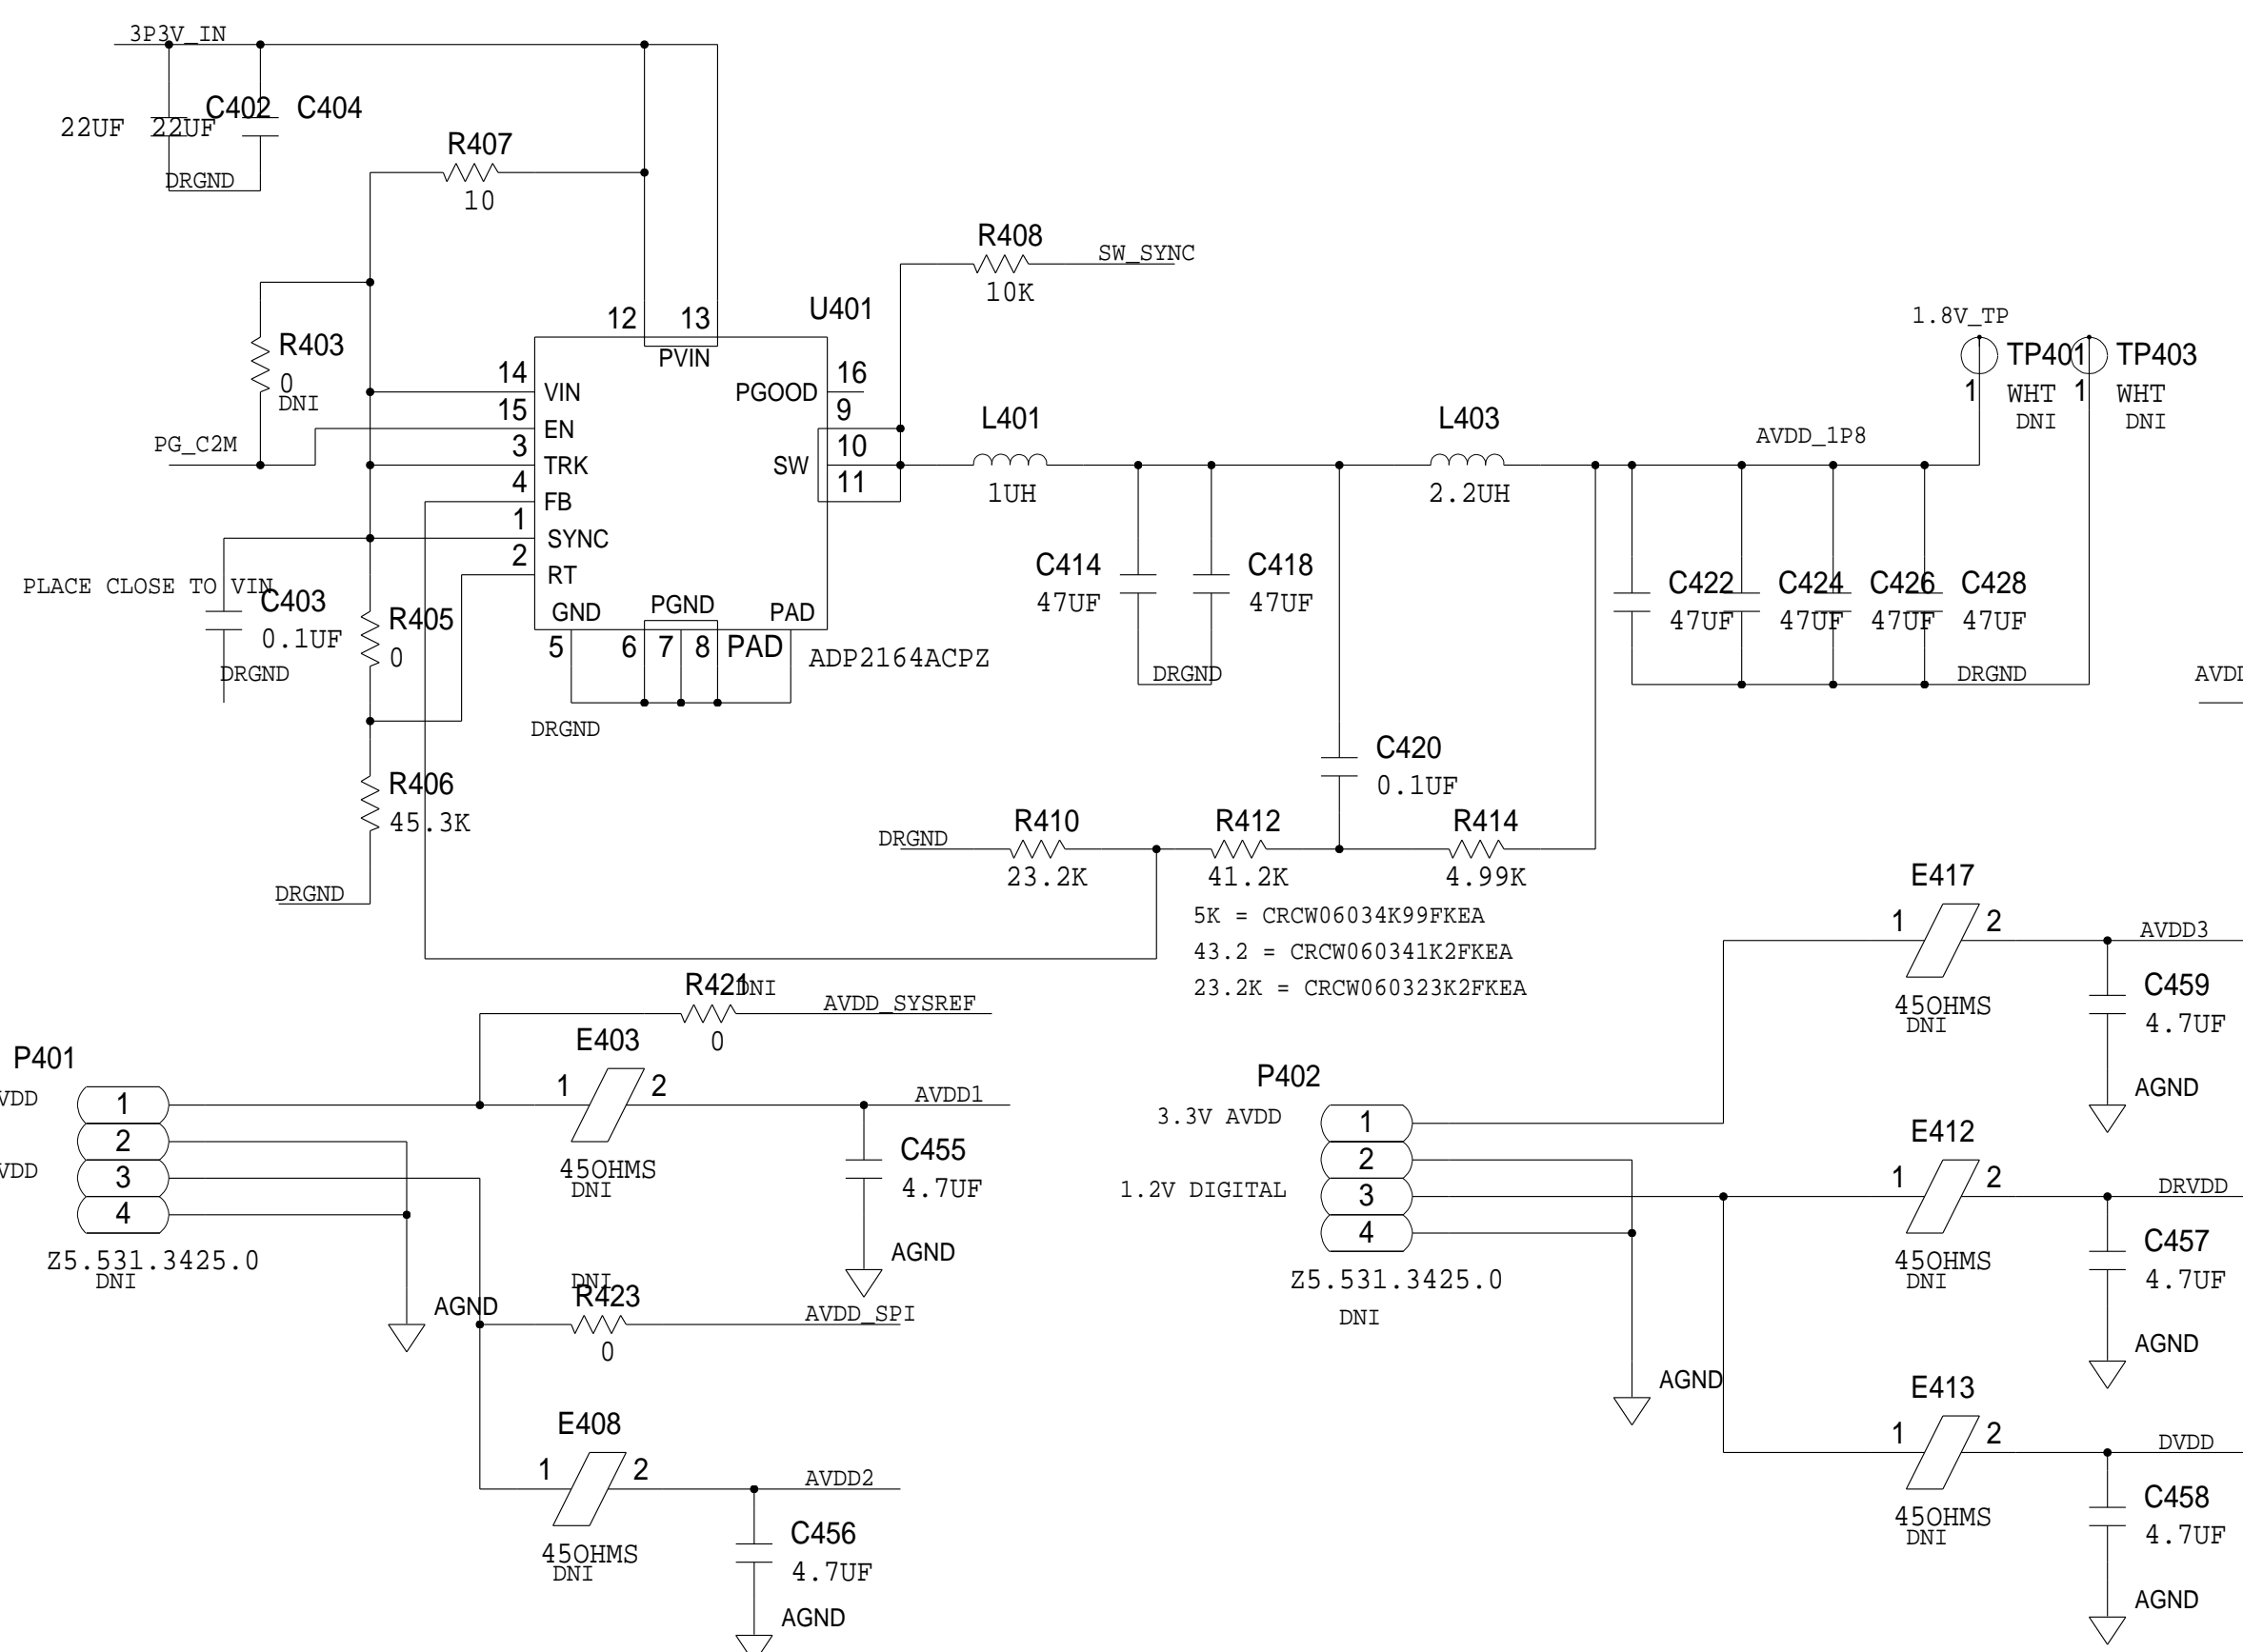 3P3V_IN
C402 C404
22UF 22UF
DRGND
R407
10
R408
SW_SYNC
10K
U401
12 13
PVIN
R403
0
DNI
PG_C2M
14 VIN
15 EN
3 TRK
4 FB
1 SYNC
2 RT
PGOOD 16
9
SW 10
11
GND PGND PAD
5 6 7 8 PAD
ADP2164ACPZ
DRGND
PLACE CLOSE TO VIN
C403
0.1UF
DRGND
R405
0
R406
45.3K
DRGND
L401
1UH
L403
2.2UH
AVDD_1P8
1.8V_TP
TP401 TP403
1 WHT 1 WHT
DNI DNI
C414 C418
47UF 47UF
DRGND
C422 C424 C426 C428
47UF 47UF 47UF 47UF
DRGND
AVDD
C420
0.1UF
DRGND
R410 R412 R414
23.2K 41.2K 4.99K
5K = CRCW06034K99FKEA
43.2 = CRCW060341K2FKEA
23.2K = CRCW060323K2FKEA
R421 DNI
AVDD_SYSREF
0
P401
VDD
1
2
VDD
3
4
Z5.531.3425.0
DNI
AGND
E403
1 2
45OHMS
DNI
AVDD1
C455
4.7UF
AGND
DNI
R423
0
AVDD_SPI
E408
1 2
45OHMS
DNI
AVDD2
C456
4.7UF
AGND
P402
3.3V AVDD
1
2
1.2V DIGITAL
3
4
Z5.531.3425.0
DNI
AGND
E417
1 2
45OHMS
DNI
AVDD3
C459
4.7UF
AGND
E412
1 2
45OHMS
DNI
DRVDD
C457
4.7UF
AGND
E413
1 2
45OHMS
DNI
DVDD
C458
4.7UF
AGND